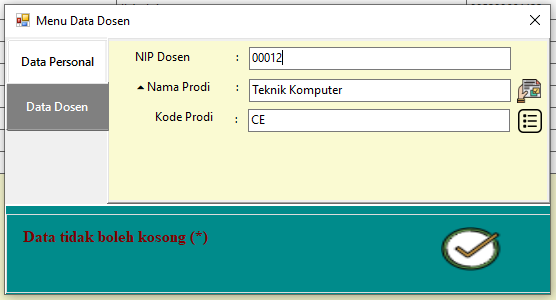 Menu Data Dosen
Data Personal
Data Dosen
NIP Dosen : 00012
Nama Prodi : Teknik Komputer
Kode Prodi : CE
Data tidak boleh kosong (*)